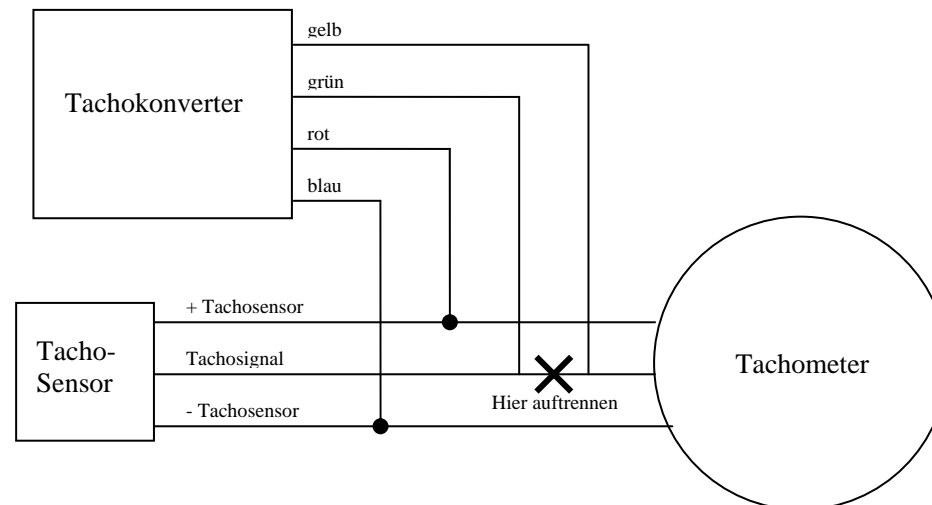 gelb
grün
Tachokonverter
rot
blau
+ Tachosensor
Tacho-
Sensor
Tachosignal
Tachometer
Hier auftrennen
- Tachosensor